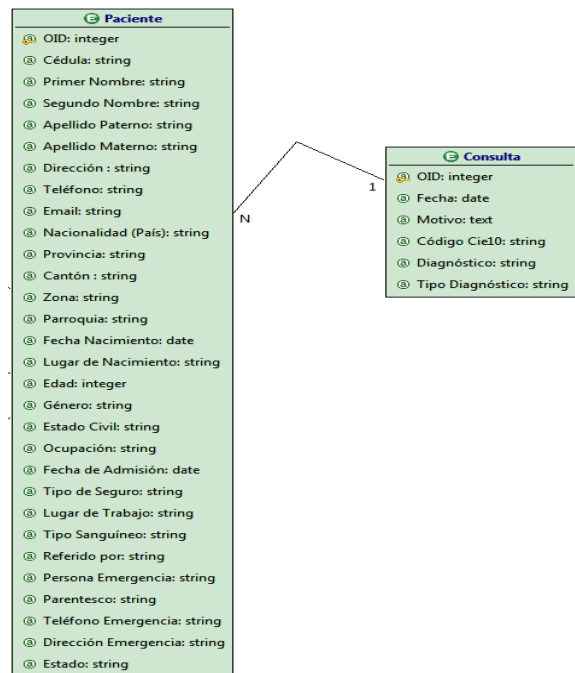 Paciente
OID: integer
Cédula: string
Primer Nombre: string
Segundo Nombre: string
Apellido Paterno: string
Apellido Materno: string
Dirección : string
Teléfono: string
Email: string
Nacionalidad (País): string
Provincia: string
Cantón : string
Zona: string
Parroquia: string
Fecha Nacimiento: date
Lugar de Nacimiento: string
Edad: integer
Género: string
Estado Civil: string
Ocupación: string
Fecha de Admisión: date
Tipo de Seguro: string
Lugar de Trabajo: string
Tipo Sanguíneo: string
Referido por: string
Persona Emergencia: string
Parentesco: string
Teléfono Emergencia: string
Dirección Emergencia: string
Estado: string
N
1
Consulta
OID: integer
Fecha: date
Motivo: text
Código Cie10: string
Diagnóstico: string
Tipo Diagnóstico: string